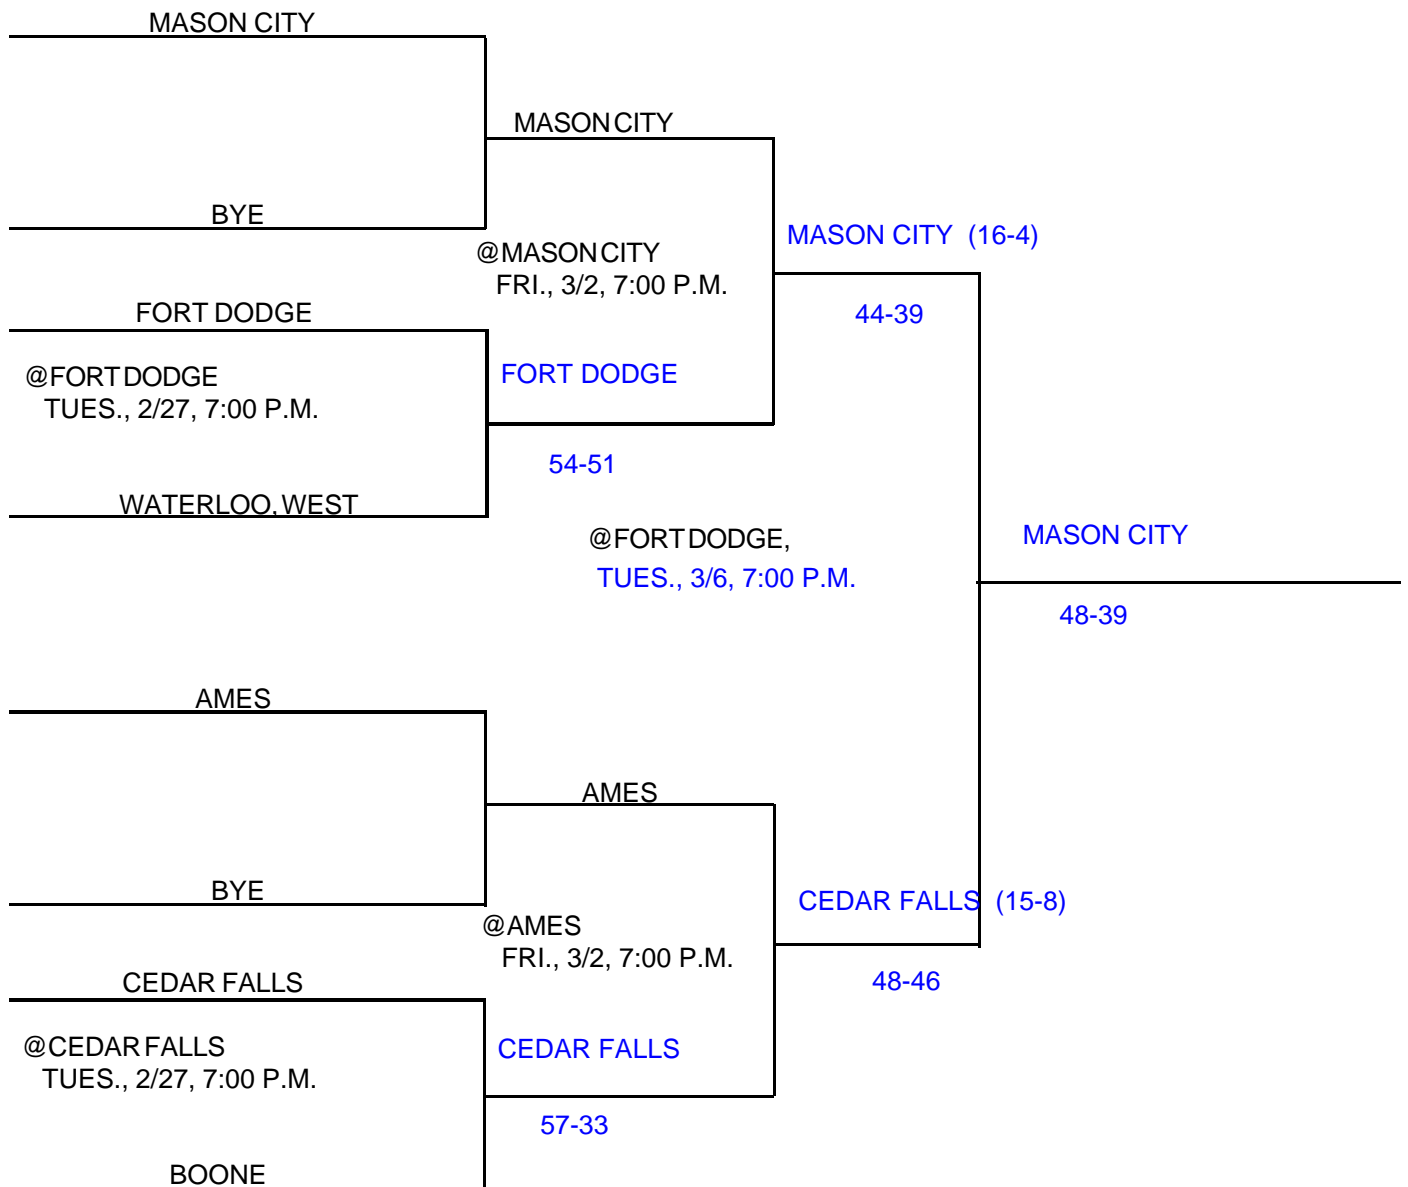 MASON CITY
MASON CITY
BYE
MASON CITY (16-4)
@MASON CITY
FRI., 3/2, 7:00 P.M.
FORT DODGE
44-39
@FORT DODGE
TUES., 2/27, 7:00 P.M.
FORT DODGE
54-51
WATERLOO, WEST
@FORT DODGE,
TUES., 3/6, 7:00 P.M.
MASON CITY
48-39
AMES
AMES
BYE
CEDAR FALLS (15-8)
@AMES
FRI., 3/2, 7:00 P.M.
CEDAR FALLS
48-46
@CEDAR FALLS
TUES., 2/27, 7:00 P.M.
CEDAR FALLS
57-33
BOONE